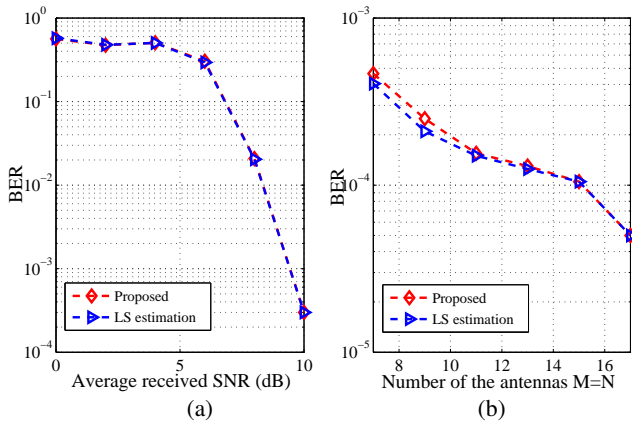 10^0
10^−1
10^−2
10^−3
10^−4
BER
0
5
10
Average received SNR (dB)
Proposed
LS estimation
(a)
10^−3
10^−4
10^−5
BER
8
10
12
14
16
Number of the antennas M=N
Proposed
LS estimation
(b)